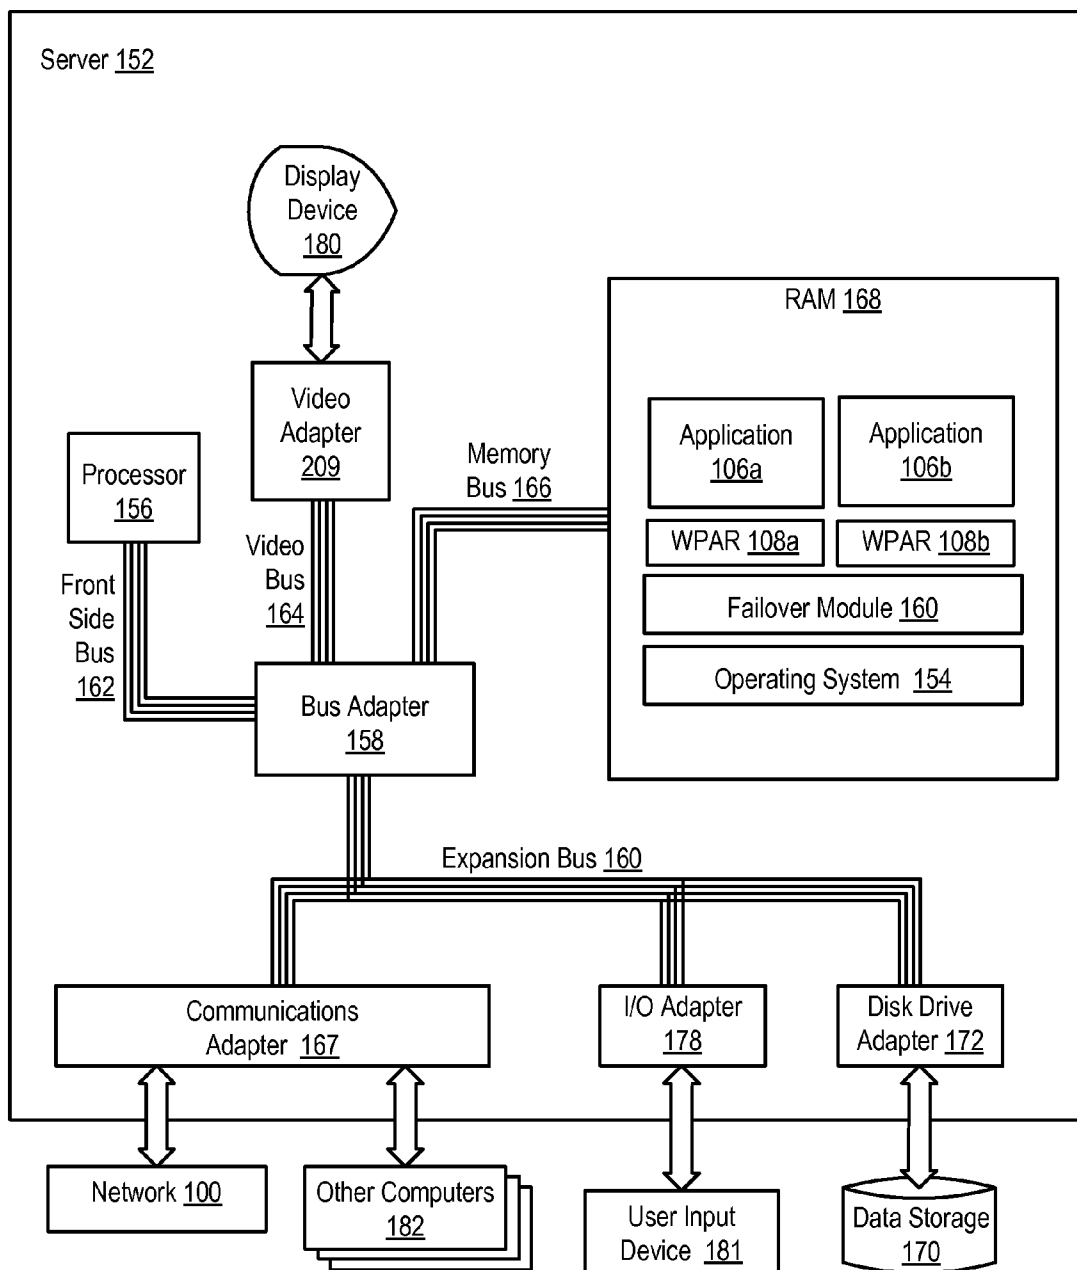 Server 152
Display
Device
180
RAM 168
Video
Adapter
209
Application
106a
Application
106b
Processor
156
Memory
Bus 166
WPAR 108a
WPAR 108b
Video
Bus
164
Front
Side
Bus
162
Failover Module 160
Operating System 154
Bus Adapter
158
Expansion Bus 160
Communications
Adapter 167
I/O Adapter
178
Disk Drive
Adapter 172
Network 100
Other Computers
182
User Input
Device 181
Data Storage
170